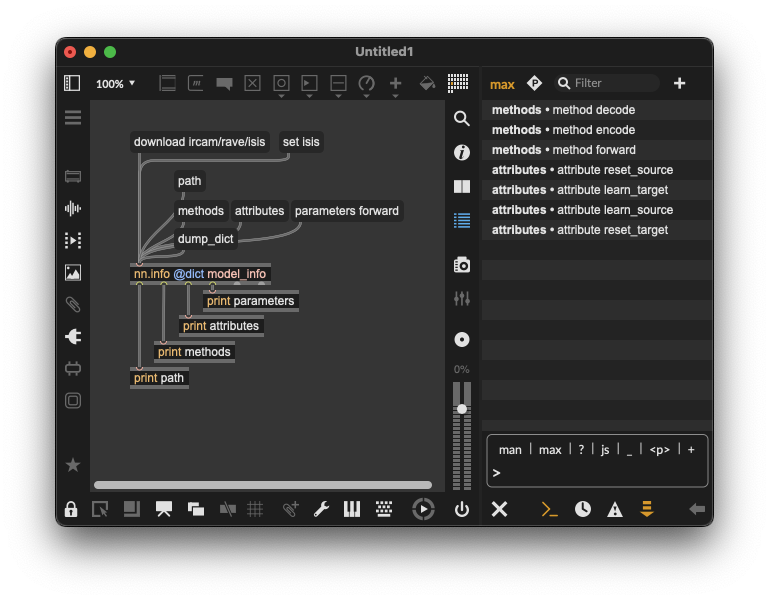 Untitled1
100%
max
Filter
download ircam/rave/isis
set isis
path
methods
attributes
parameters forward
dump_dict
nn.info @dict model_info
print parameters
print attributes
print methods
print path
methods • method decode
methods • method encode
methods • method forward
attributes • attribute reset_source
attributes • attribute learn_target
attributes • attribute learn_source
attributes • attribute reset_target
0%
man | max | ? | js | _ | <p> | +
>